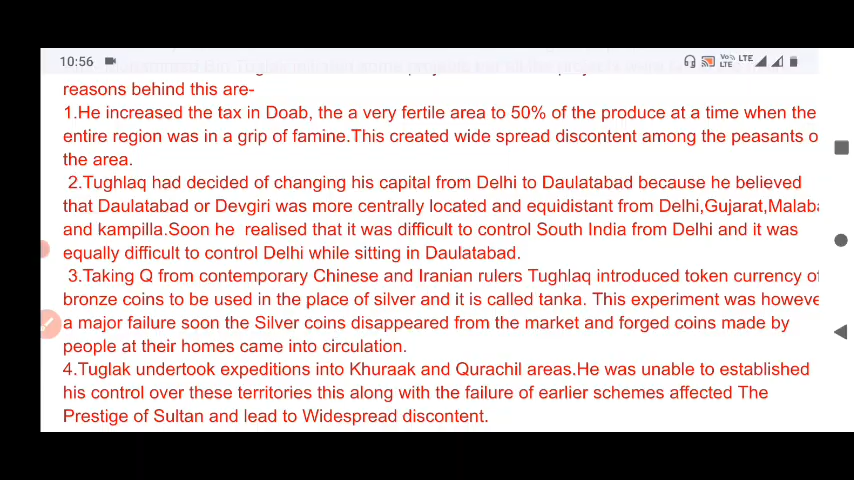 10:56
Vo) LTE LTE
reasons behind this are-
1.He increased the tax in Doab, the a very fertile area to 50% of the produce at a time when the
entire region was in a grip of famine.This created wide spread discontent among the peasants o
the area.
2.Tughlaq had decided of changing his capital from Delhi to Daulatabad because he believed
that Daulatabad or Devgiri was more centrally located and equidistant from Delhi,Gujarat,Malaba
and kampilla.Soon he realised that it was difficult to control South India from Delhi and it was
equally difficult to control Delhi while sitting in Daulatabad.
3.Taking Q from contemporary Chinese and Iranian rulers Tughlaq introduced token currency of
bronze coins to be used in the place of silver and it is called tanka. This experiment was howeve
a major failure soon the Silver coins disappeared from the market and forged coins made by
people at their homes came into circulation.
4.Tuglak undertook expeditions into Khuraak and Qurachil areas.He was unable to established
his control over these territories this along with the failure of earlier schemes affected The
Prestige of Sultan and lead to Widespread discontent.